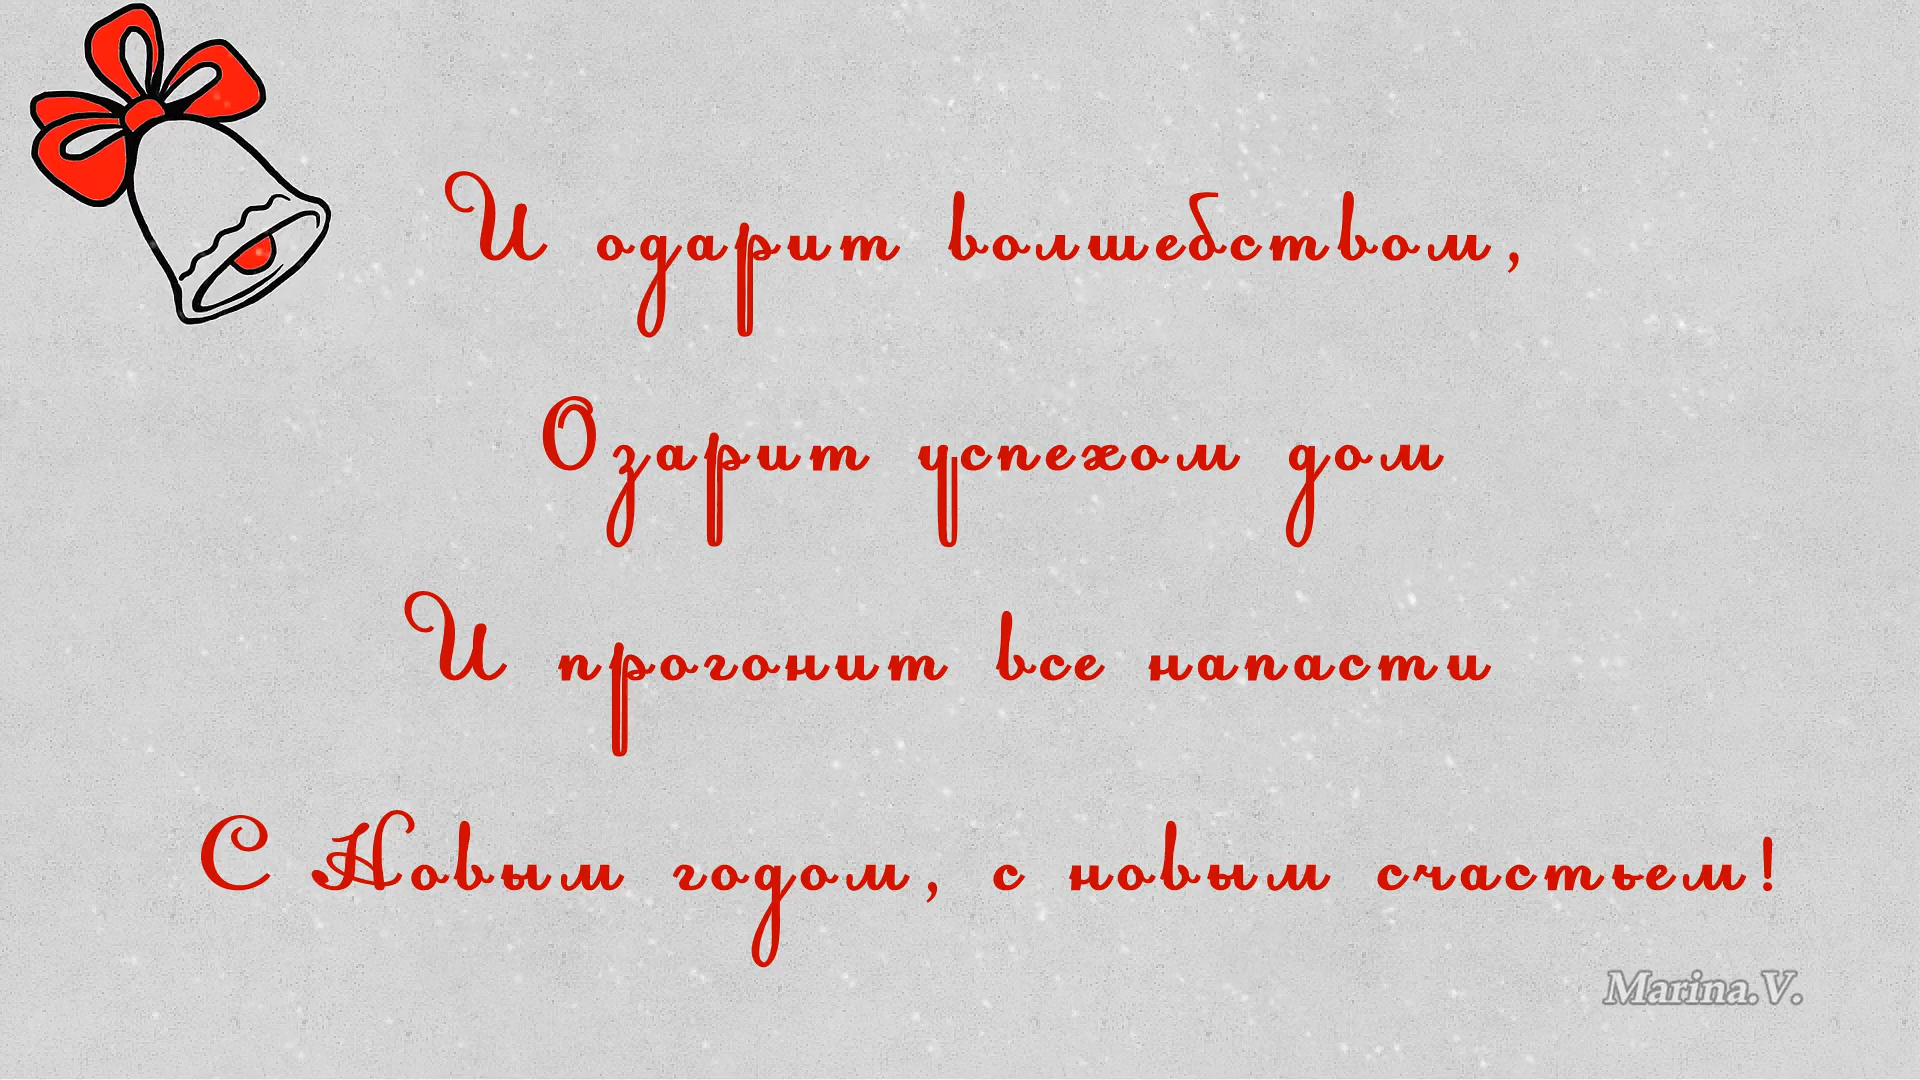 И одарит волшебством,
Озарит успехом дом
И прогонит все напасти
С Новым годом, с новым счастьем!
Marina.V.